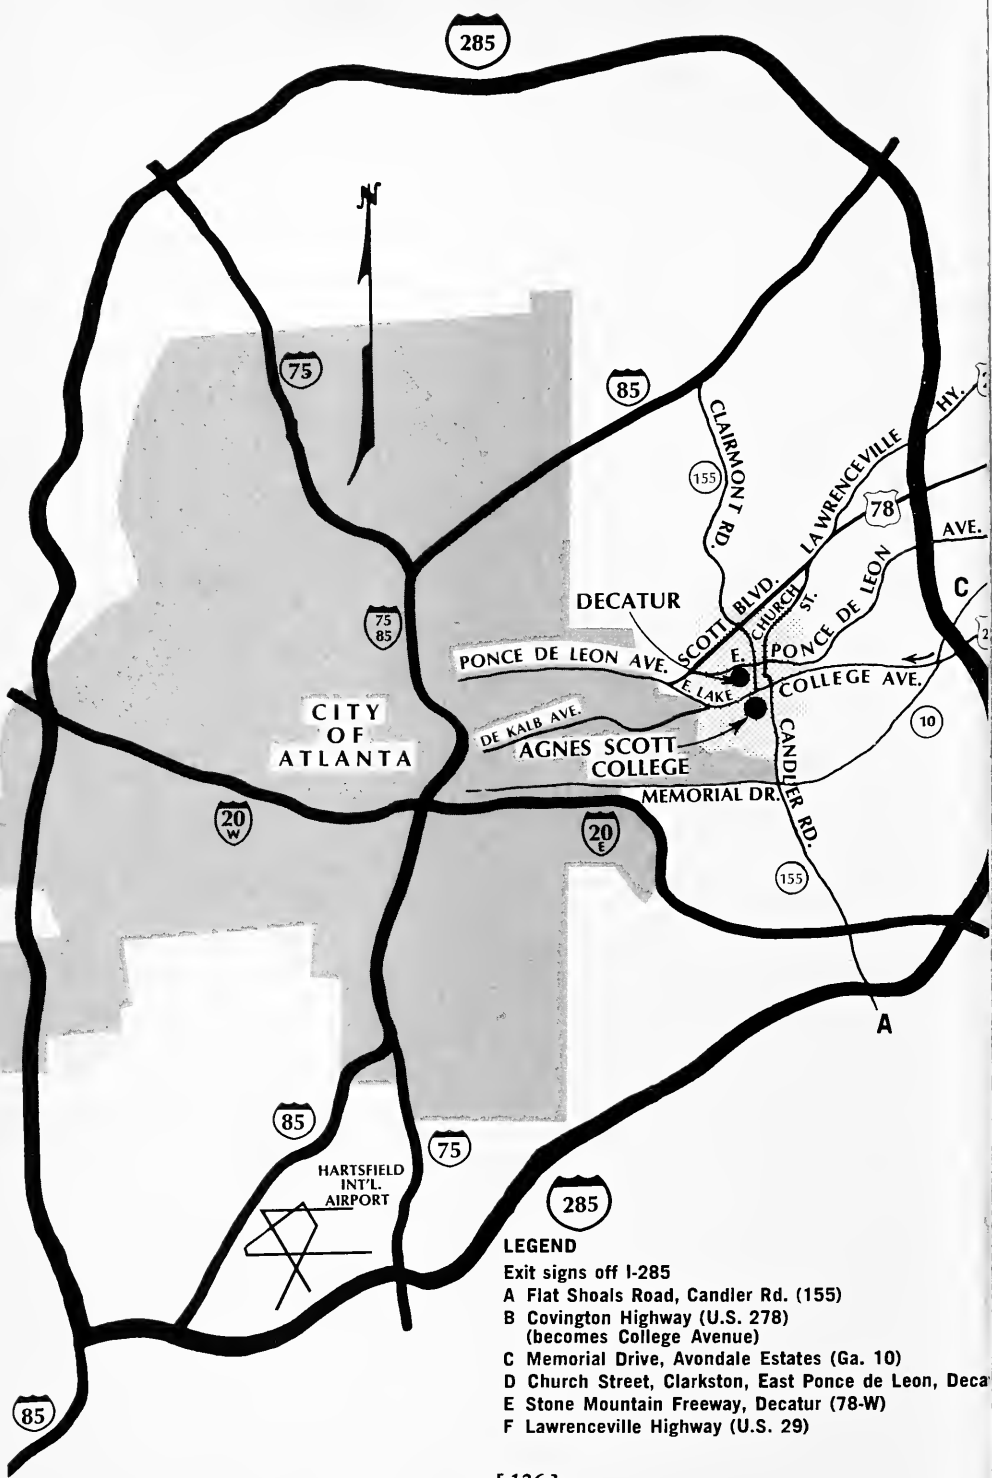 285
N
75
85
CLAIRMONT RD.
155
LAWRENCEVILLE HY.
78
AVE.
C
DECATUR
SCOTT BLVD.
CHURCH ST.
PONCE DE LEON
75
85
PONCE DE LEON AVE.
E.
E. LAKE
COLLEGE AVE.
2
10
CITY
OF
ATLANTA
DE KALB AVE.
AGNES SCOTT
COLLEGE
CANDLER RD.
MEMORIAL DR.
20
W
20
E
155
A
85
75
HARTSFIELD
INT'L.
AIRPORT
285
LEGEND
Exit signs off I-285
A Flat Shoals Road, Candler Rd. (155)
B Covington Highway (U.S. 278)
(becomes College Avenue)
C Memorial Drive, Avondale Estates (Ga. 10)
D Church Street, Clarkston, East Ponce de Leon, Deca
E Stone Mountain Freeway, Decatur (78-W)
F Lawrenceville Highway (U.S. 29)
85